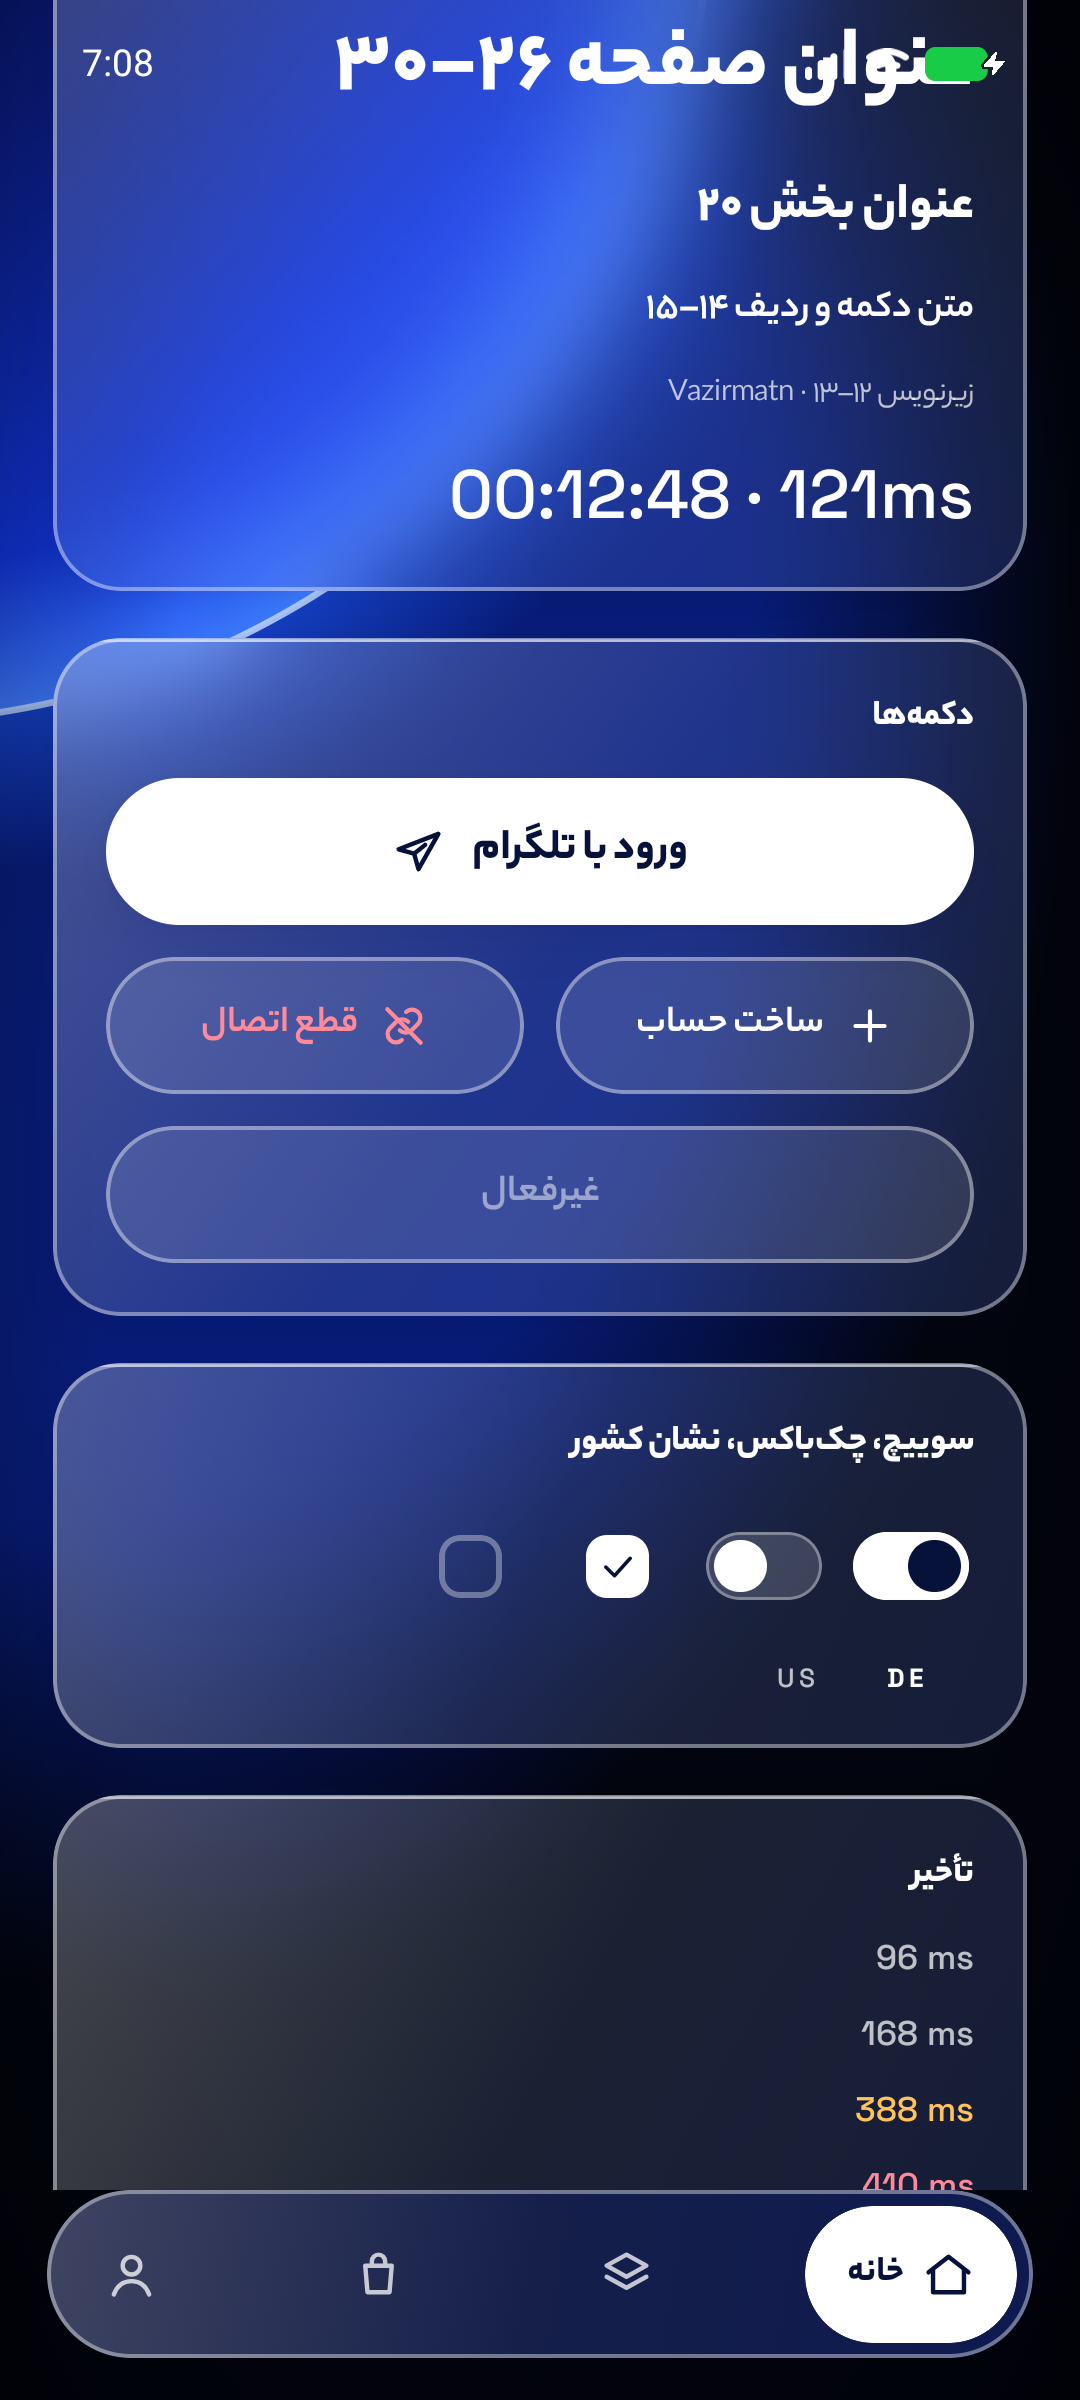 7:08
عنوان صفحه ۲۶–۳۰
عنوان بخش ۲۰
متن دکمه و ردیف ۱۴–۱۵
زیرنویس ۱۲–۱۳ · Vazirmatn
00:12:48 · 121ms
دکمه‌ها
ورود با تلگرام
ساخت حساب
قطع اتصال
غیرفعال
سوییچ، چک‌باکس، نشان کشور
DE US
تأخیر
96 ms
168 ms
388 ms
410 ms
خانه